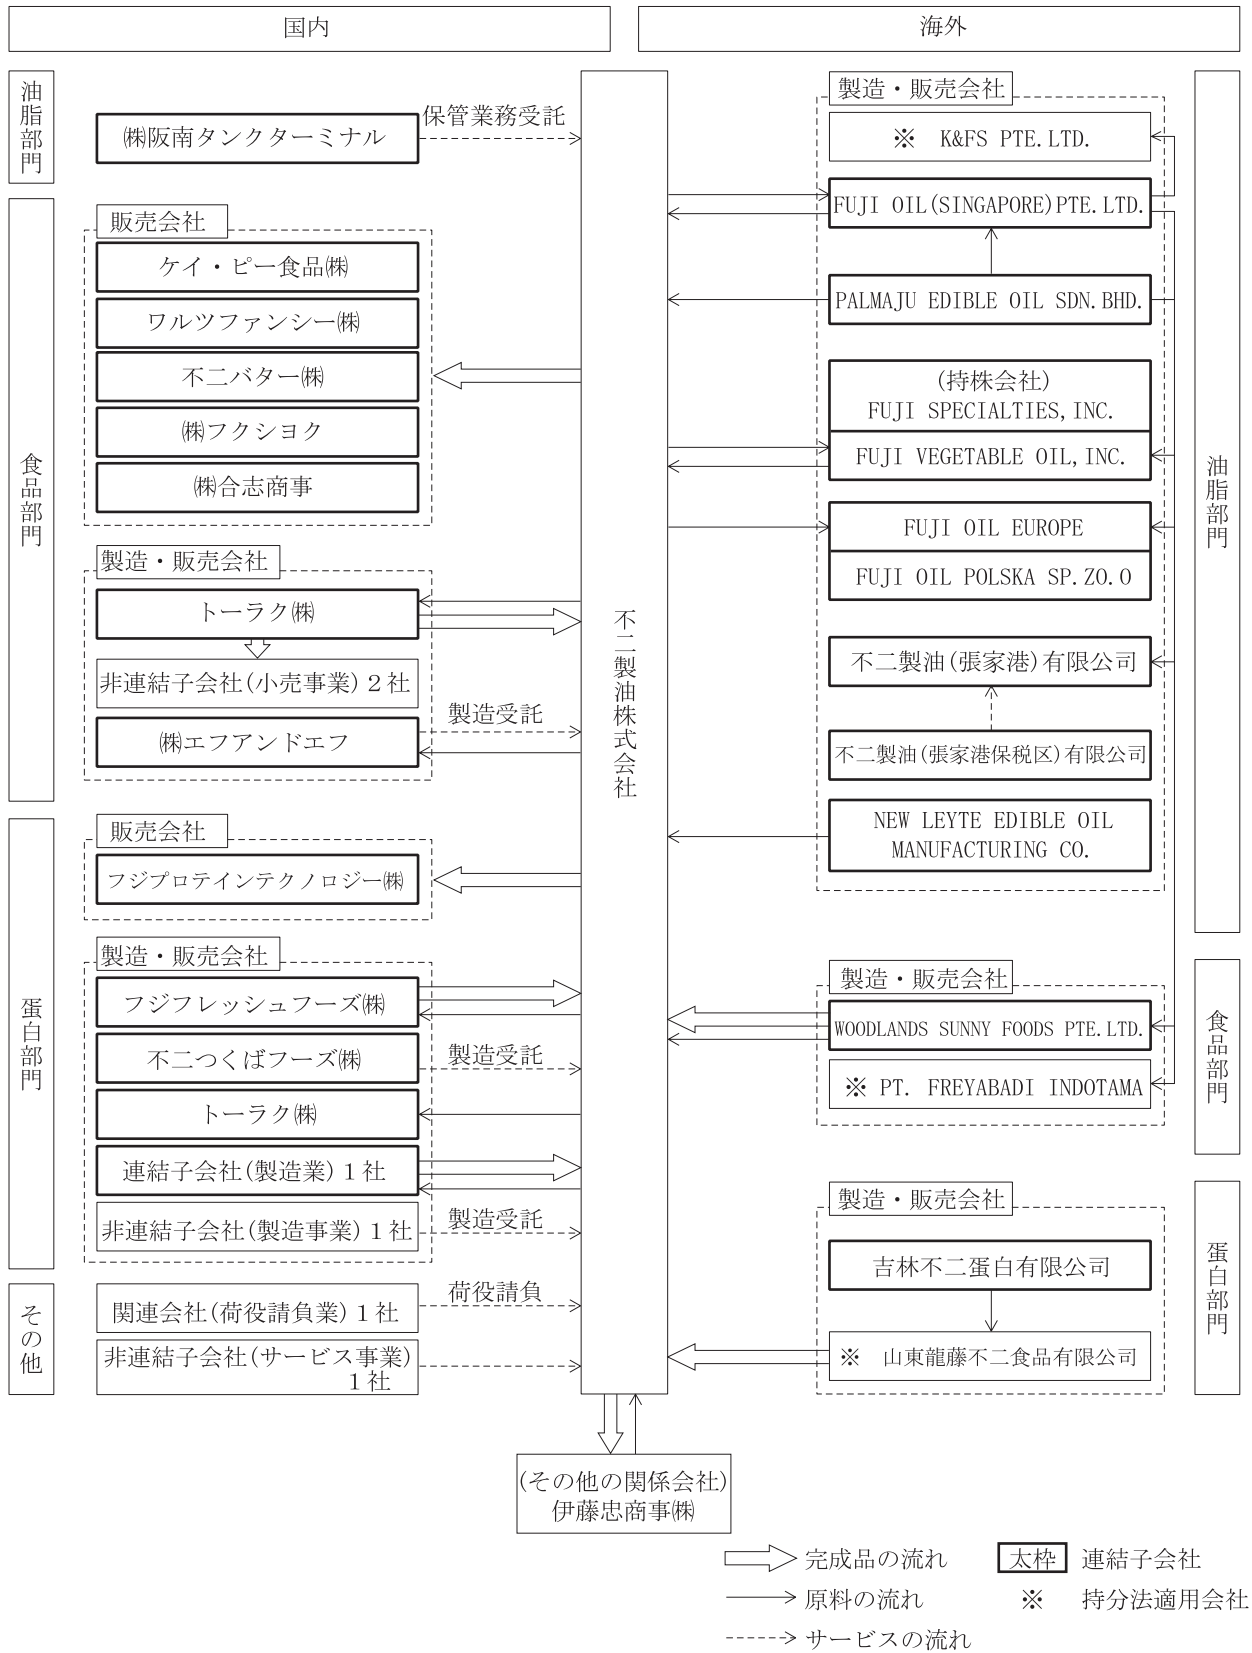 国内
海外
油脂部門
㈱阪南タンクターミナル
保管業務受託
食品部門
販売会社
ケイ・ピー食品㈱
ワルツファンシー㈱
不二バター㈱
㈱フクシヨク
㈱合志商事
製造・販売会社
トーラク㈱
非連結子会社(小売事業)２社
㈱エフアンドエフ
製造受託
蛋白部門
販売会社
フジプロテインテクノロジー㈱
製造・販売会社
フジフレッシュフーズ㈱
不二つくばフーズ㈱
製造受託
トーラク㈱
連結子会社(製造業)１社
非連結子会社(製造事業)１社
製造受託
その他
関連会社(荷役請負業)１社
荷役請負
非連結子会社(サービス事業)
１社
不二製油株式会社
油脂部門
製造・販売会社
※ K&FS PTE.LTD.
FUJI OIL(SINGAPORE)PTE.LTD.
PALMAJU EDIBLE OIL SDN.BHD.
(持株会社)
FUJI SPECIALTIES,INC.
FUJI VEGETABLE OIL,INC.
FUJI OIL EUROPE
FUJI OIL POLSKA SP.ZO.O
不二製油(張家港)有限公司
不二製油(張家港保税区)有限公司
NEW LEYTE EDIBLE OIL
MANUFACTURING CO.
食品部門
製造・販売会社
WOODLANDS SUNNY FOODS PTE.LTD.
※ PT. FREYABADI INDOTAMA
蛋白部門
製造・販売会社
吉林不二蛋白有限公司
※ 山東龍藤不二食品有限公司
(その他の関係会社)
伊藤忠商事㈱
完成品の流れ
太枠 連結子会社
原料の流れ
※ 持分法適用会社
サービスの流れ